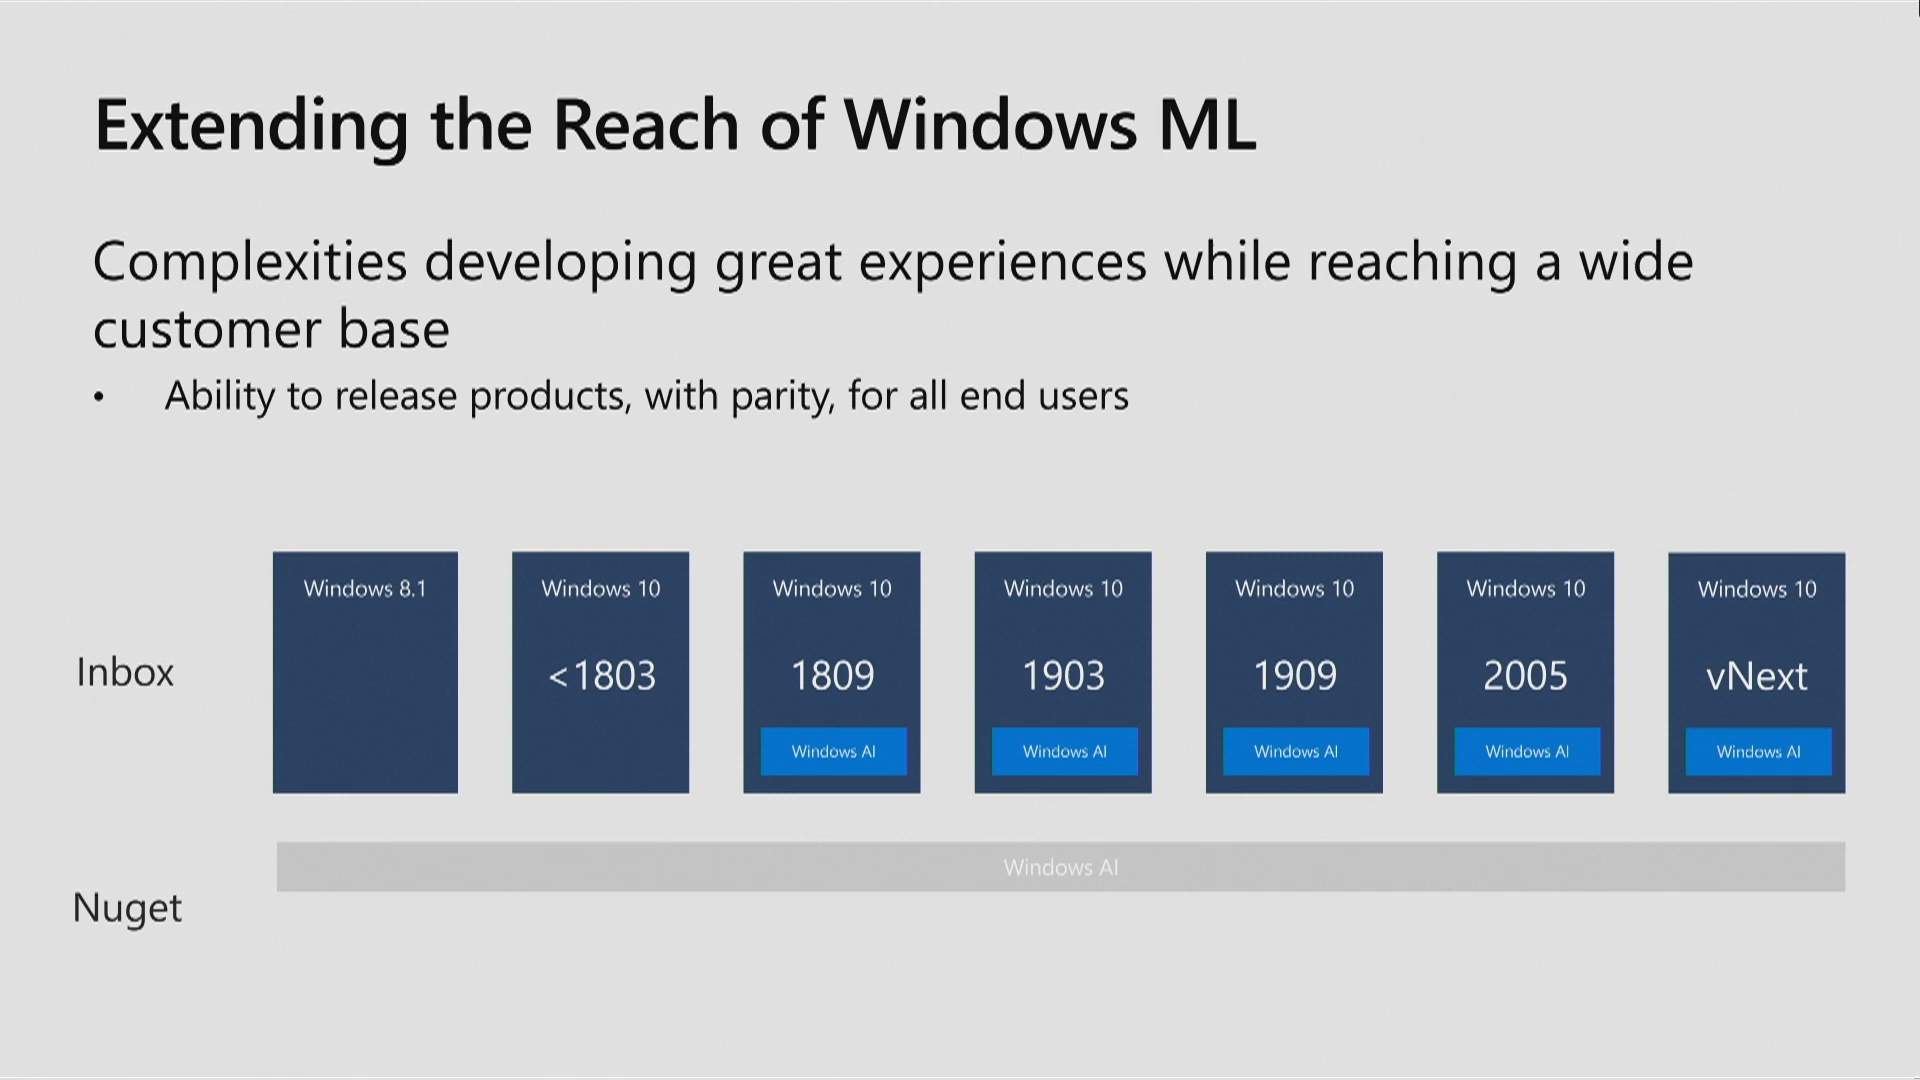 Extending the Reach of Windows ML
Complexities developing great experiences while reaching a wide
customer base
• Ability to release products, with parity, for all end users
Inbox
Windows 8.1
Windows 10
<1803
Windows 10
1809
Windows AI
Windows 10
1903
Windows AI
Windows 10
1909
Windows AI
Windows 10
2005
Windows AI
Windows 10
vNext
Windows AI
Nuget
Windows AI